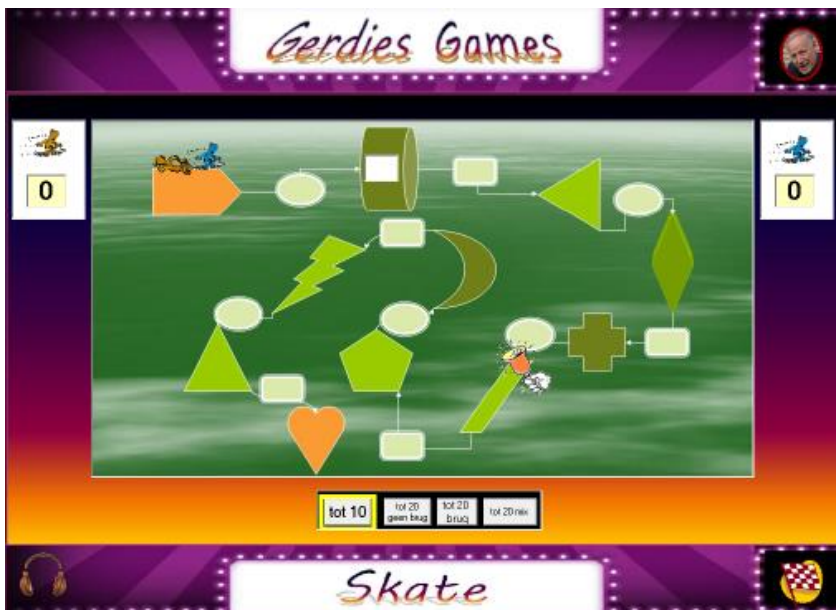 Gerdies Games
0
0
tot 10
tot 20
geen brug
tot 20
brug
tot 20 mix
Skate